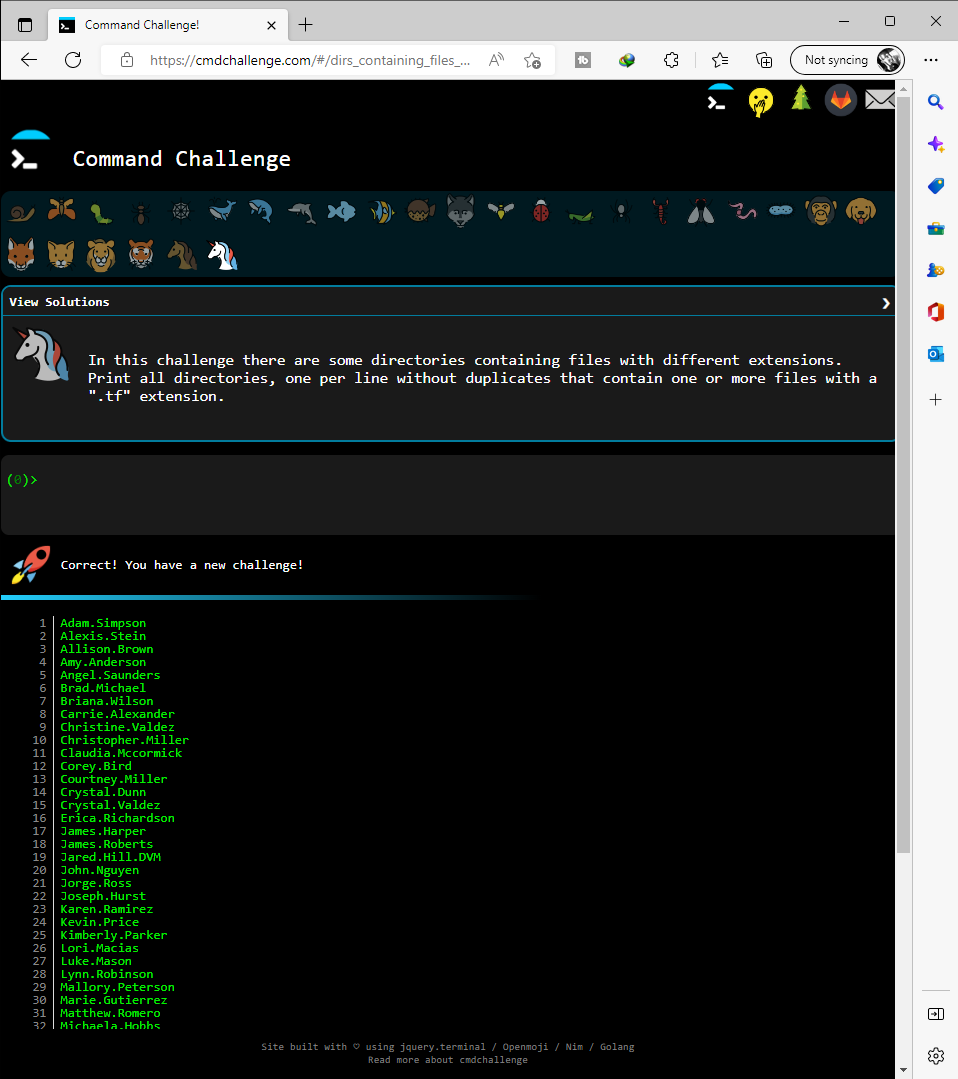 Command Challenge!
https://cmdchallenge.com/#/dirs_containing_files_...
Not syncing
Command Challenge
View Solutions
In this challenge there are some directories containing files with different extensions.
Print all directories, one per line without duplicates that contain one or more files with a
".tf" extension.
(0)>
Correct! You have a new challenge!
1 Adam.Simpson
2 Alexis.Stein
3 Allison.Brown
4 Amy.Anderson
5 Angel.Saunders
6 Brad.Michael
7 Briana.Wilson
8 Carrie.Alexander
9 Christine.Valdez
10 Christopher.Miller
11 Claudia.Mccormick
12 Corey.Bird
13 Courtney.Miller
14 Crystal.Dunn
15 Crystal.Valdez
16 Erica.Richardson
17 James.Harper
18 James.Roberts
19 Jared.Hill.DVM
20 John.Nguyen
21 Jorge.Ross
22 Joseph.Hurst
23 Karen.Ramirez
24 Kevin.Price
25 Kimberly.Parker
26 Lori.Macias
27 Luke.Mason
28 Lynn.Robinson
29 Mallory.Peterson
30 Marie.Gutierrez
31 Matthew.Romero
32 Michaela.Hobbs
Site built with ♡ using jquery.terminal / Openmoji / Nim / Golang
Read more about cmdchallenge